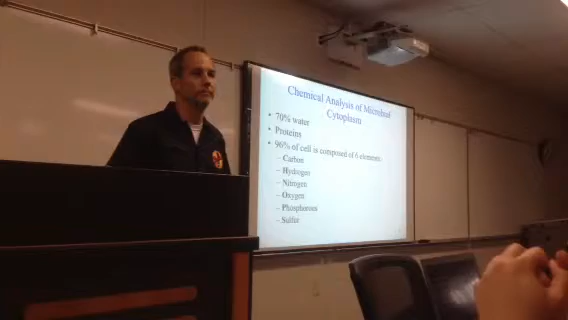 Chemical Analysis of Microbial
Cytoplasm
• 70% water
• Proteins
• 96% of cell is composed of 6 elements
– Carbon
– Hydrogen
– Nitrogen
– Oxygen
– Phosphorous
– Sulfur